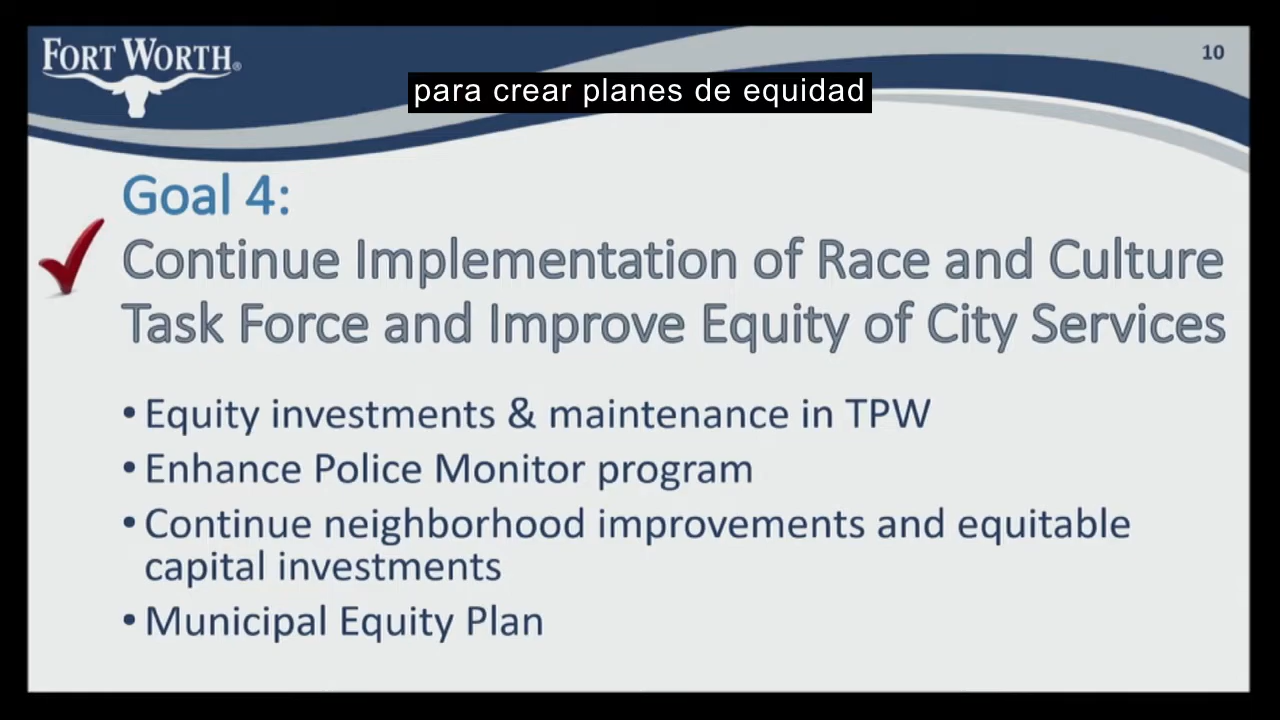 FORT WORTH®
10
para crear planes de equidad
Goal 4:
Continue Implementation of Race and Culture
Task Force and Improve Equity of City Services
• Equity investments & maintenance in TPW
• Enhance Police Monitor program
• Continue neighborhood improvements and equitable
capital investments
• Municipal Equity Plan